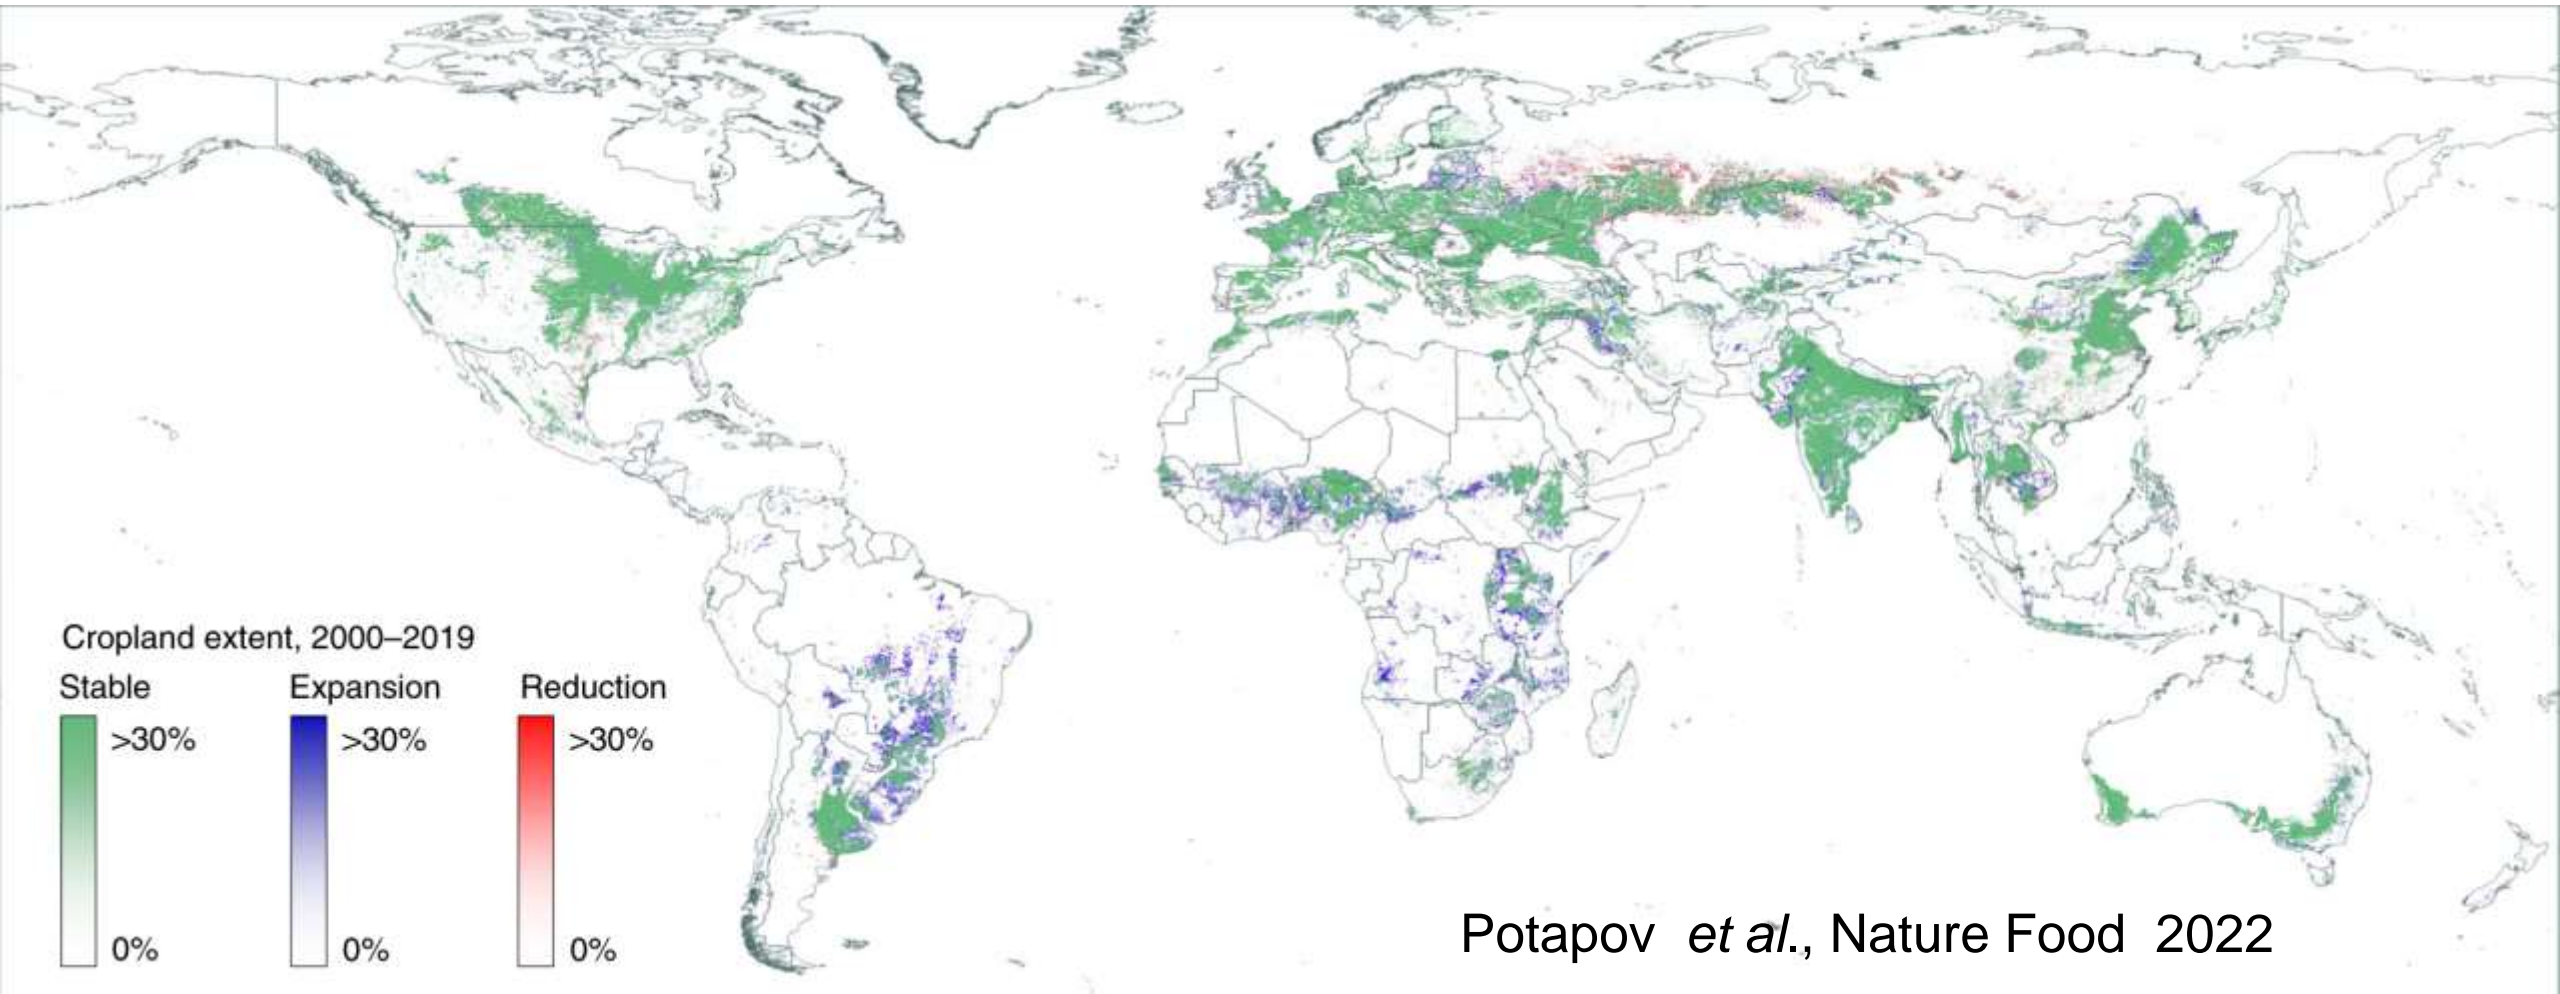 Cropland extent, 2000–2019
Stable Expansion Reduction
>30% >30% >30%
0% 0% 0%
Potapov et al., Nature Food 2022